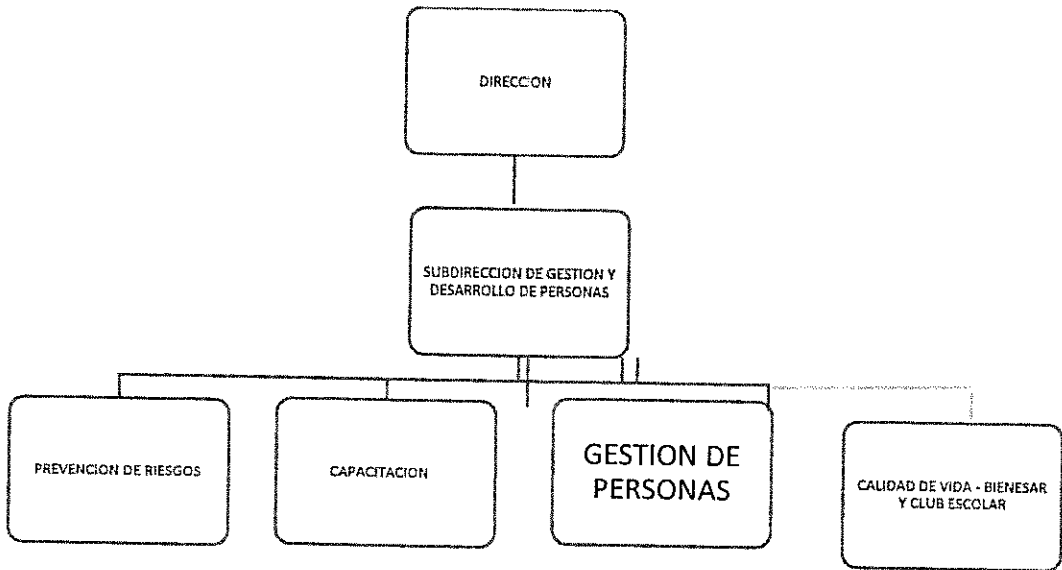 DIRECCION
SUBDIRECCION DE GESTION Y
DESARROLLO DE PERSONAS
PREVENCION DE RIESGOS
CAPACITACION
GESTION DE
PERSONAS
CALIDAD DE VIDA - BIENESAR
Y CLUB ESCOLAR